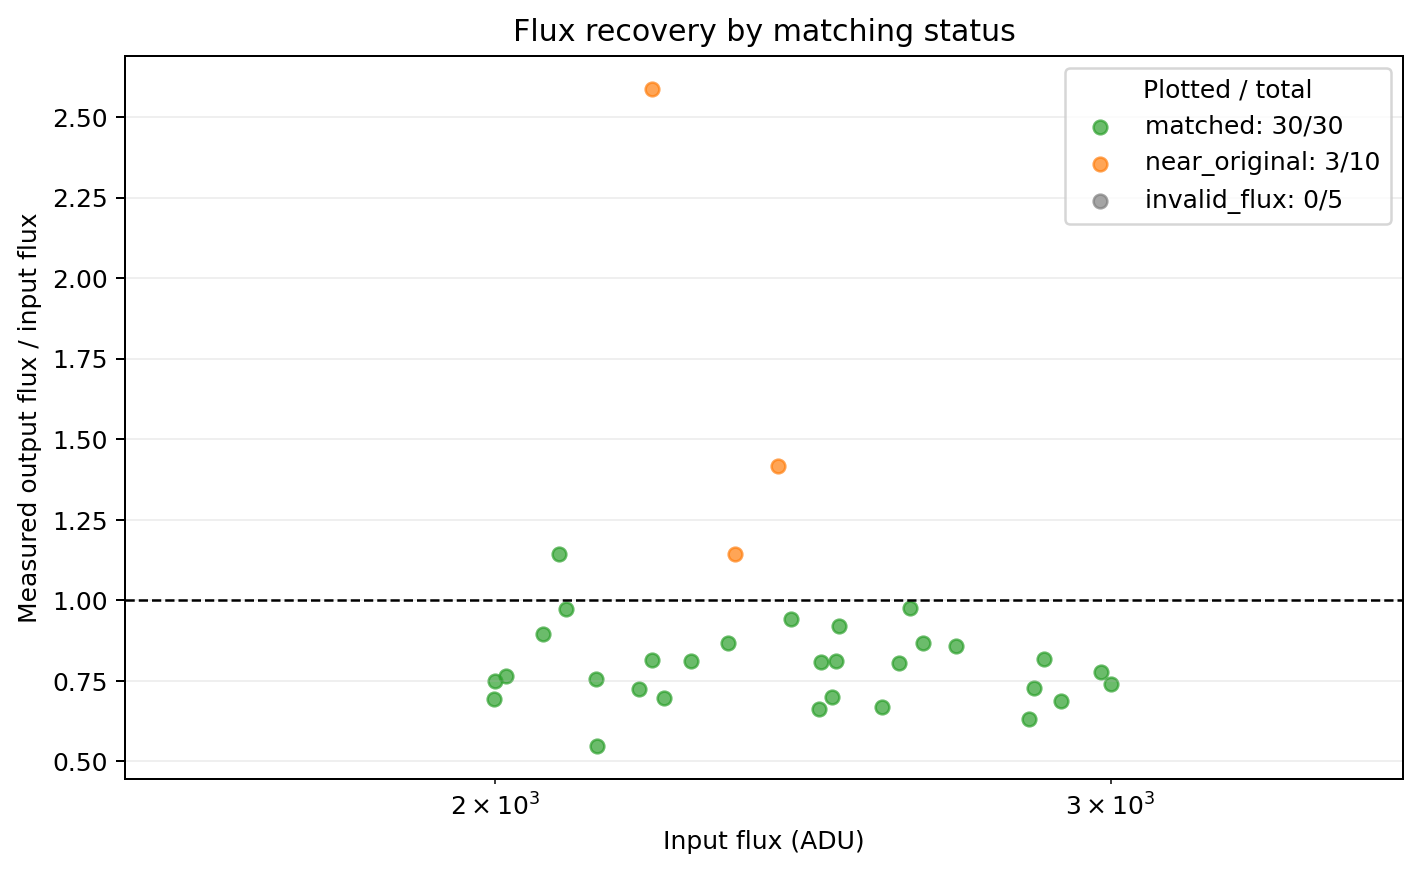 Flux recovery by matching status
Plotted / total
matched: 30/30
near_original: 3/10
invalid_flux: 0/5
Measured output flux / input flux
2.50
2.25
2.00
1.75
1.50
1.25
1.00
0.75
0.50
2 × 10³
3 × 10³
Input flux (ADU)